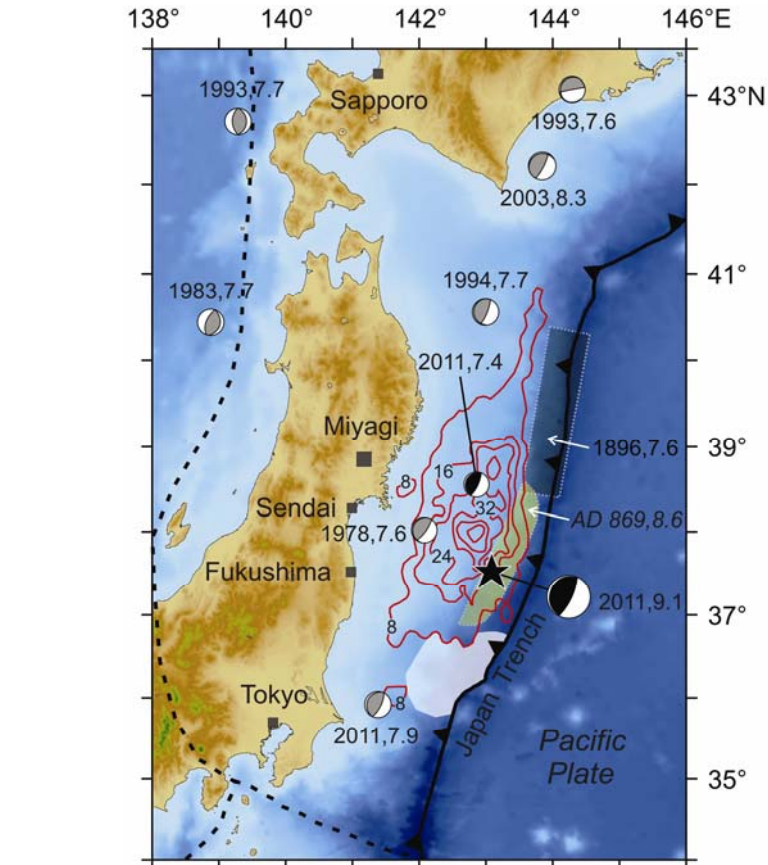 138° 140° 142° 144° 146°E
1993,7.7
43°N
Sapporo
1993,7.6
2003,8.3
41°
1994,7.7
1983,7.7
2011,7.4
Miyagi
39°
1896,7.6
16
8
Sendai
32
AD 869,8.6
1978,7.6
24
Fukushima
2011,9.1
37°
8
Japan Trench
Tokyo
8
2011,7.9
Pacific
Plate
35°